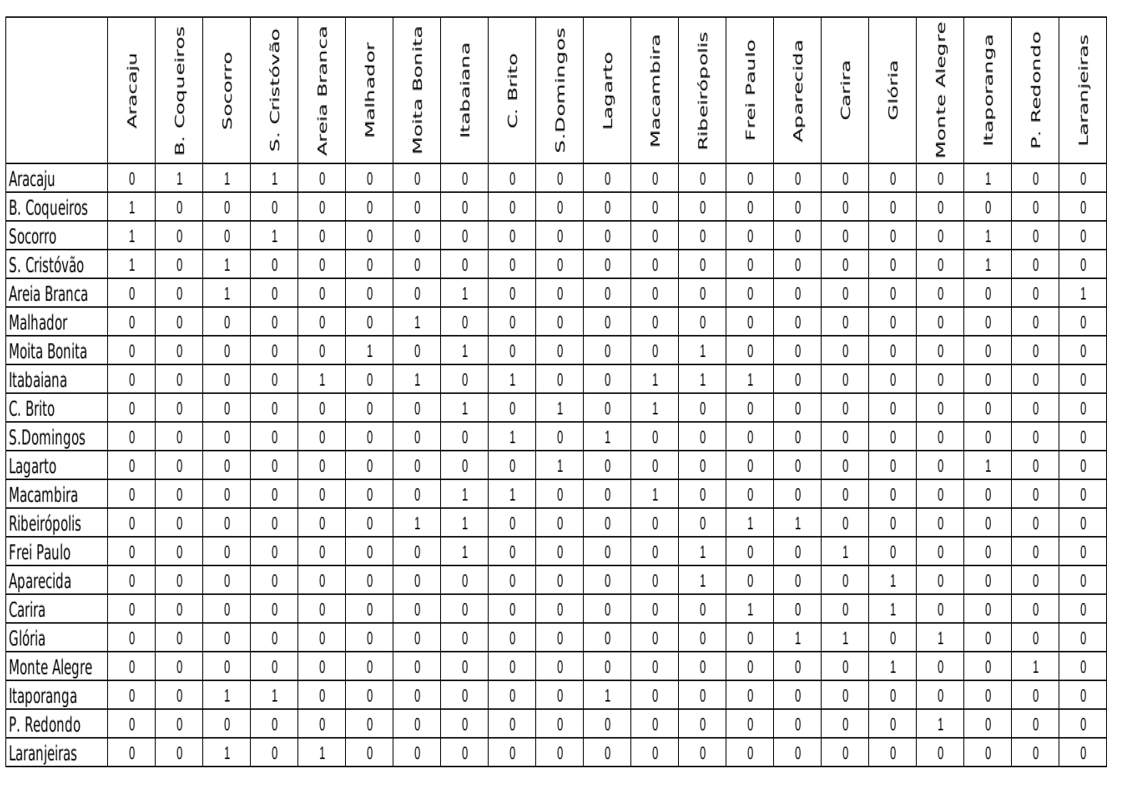 Aracaju B. Coqueiros Socorro S. Cristóvão Areia Branca Malhador Moita Bonita Itabaiana C. Brito S.Domingos Lagarto Macambira Ribeirópolis Frei Paulo Aparecida Carira Glória Monte Alegre Itaporanga P. Redondo Laranjeiras
Aracaju 0 1 1 1 0 0 0 0 0 0 0 0 0 0 0 0 0 0 1 0 0
B. Coqueiros 1 0 0 0 0 0 0 0 0 0 0 0 0 0 0 0 0 0 0 0 0
Socorro 1 0 0 1 0 0 0 0 0 0 0 0 0 0 0 0 0 0 1 0 0
S. Cristóvão 1 0 1 0 0 0 0 0 0 0 0 0 0 0 0 0 0 0 1 0 0
Areia Branca 0 0 1 0 0 0 0 1 0 0 0 0 0 0 0 0 0 0 0 0 1
Malhador 0 0 0 0 0 0 1 0 0 0 0 0 0 0 0 0 0 0 0 0 0
Moita Bonita 0 0 0 0 0 1 0 1 0 0 0 0 1 0 0 0 0 0 0 0 0
Itabaiana 0 0 0 0 1 0 1 0 1 0 0 1 1 1 0 0 0 0 0 0 0
C. Brito 0 0 0 0 0 0 0 1 0 1 0 1 0 0 0 0 0 0 0 0 0
S.Domingos 0 0 0 0 0 0 0 0 1 0 1 0 0 0 0 0 0 0 0 0 0
Lagarto 0 0 0 0 0 0 0 0 0 1 0 0 0 0 0 0 0 0 1 0 0
Macambira 0 0 0 0 0 0 0 1 1 0 0 1 0 0 0 0 0 0 0 0 0
Ribeirópolis 0 0 0 0 0 0 1 1 0 0 0 0 0 1 1 0 0 0 0 0 0
Frei Paulo 0 0 0 0 0 0 0 1 0 0 0 0 1 0 0 1 0 0 0 0 0
Aparecida 0 0 0 0 0 0 0 0 0 0 0 0 1 0 0 0 1 0 0 0 0
Carira 0 0 0 0 0 0 0 0 0 0 0 0 0 1 0 0 1 0 0 0 0
Glória 0 0 0 0 0 0 0 0 0 0 0 0 0 0 1 1 0 1 0 0 0
Monte Alegre 0 0 0 0 0 0 0 0 0 0 0 0 0 0 0 0 1 0 0 1 0
Itaporanga 0 0 1 1 0 0 0 0 0 0 1 0 0 0 0 0 0 0 0 0 0
P. Redondo 0 0 0 0 0 0 0 0 0 0 0 0 0 0 0 0 0 1 0 0 0
Laranjeiras 0 0 1 0 1 0 0 0 0 0 0 0 0 0 0 0 0 0 0 0 0